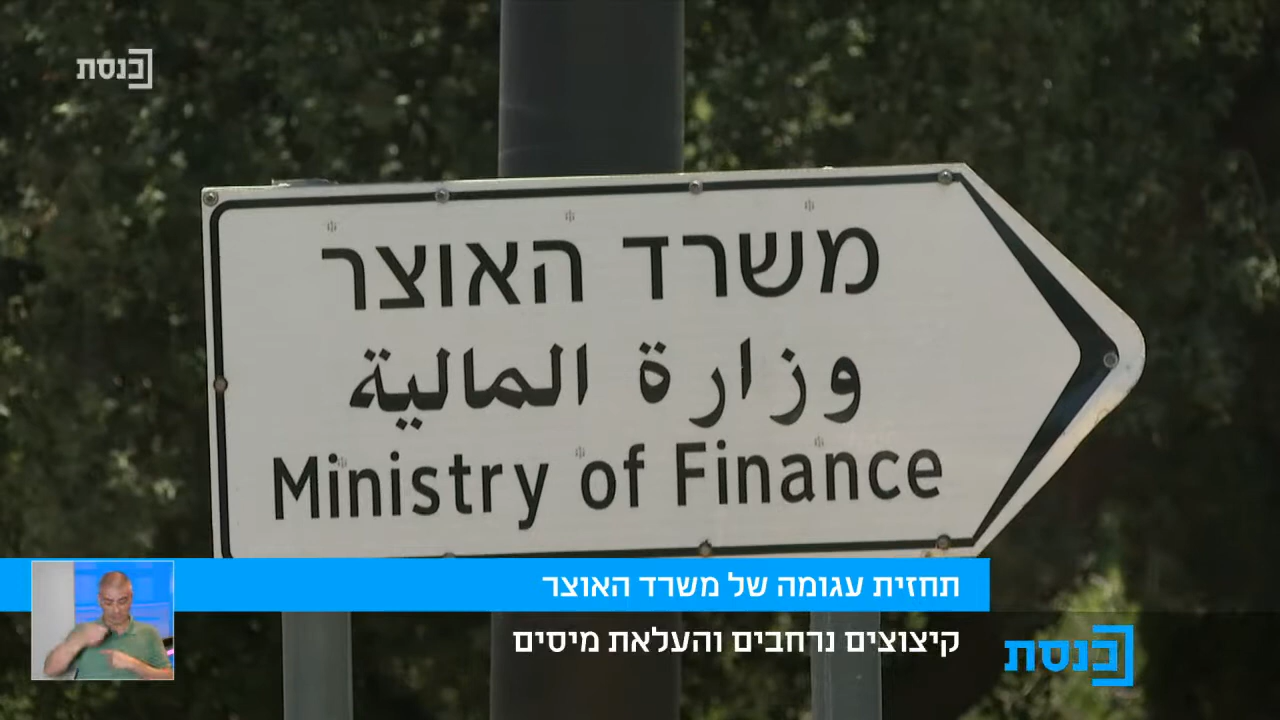 כנסת
משרד האוצר
وزارة المالية
Ministry of Finance
תחזית עגומה של משרד האוצר
קיצוצים נרחבים והעלאת מיסים
כנסת